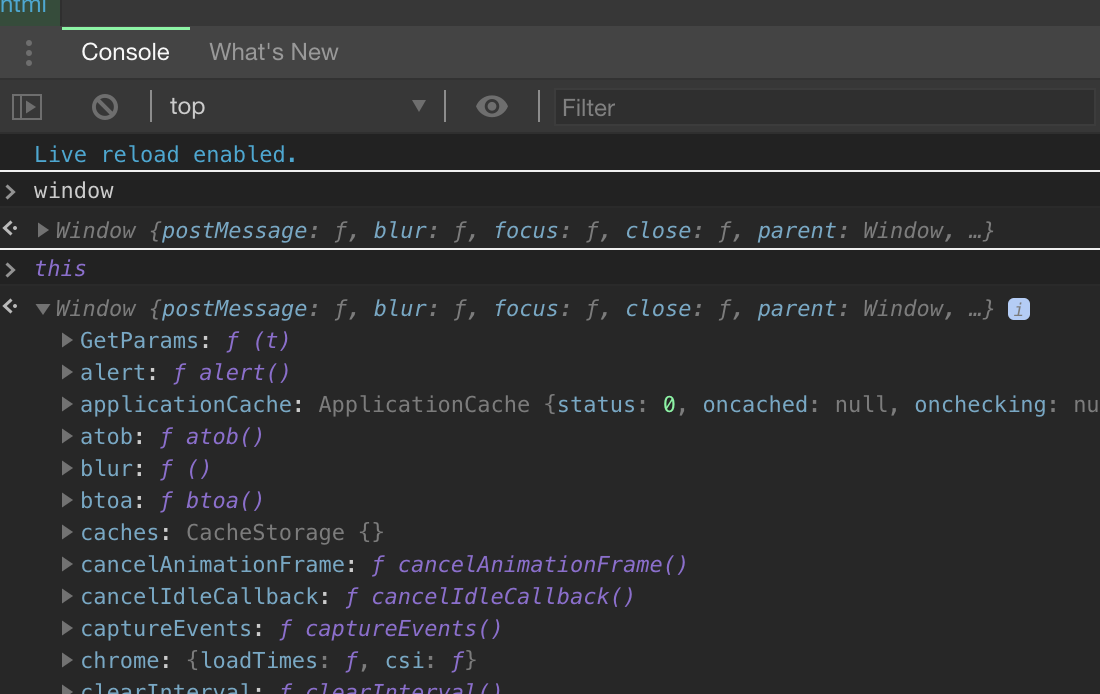 html
Console What's New
top Filter
Live reload enabled.
window
Window {postMessage: ƒ, blur: ƒ, focus: ƒ, close: ƒ, parent: Window, …}
this
Window {postMessage: ƒ, blur: ƒ, focus: ƒ, close: ƒ, parent: Window, …} i
GetParams: ƒ (t)
alert: ƒ alert()
applicationCache: ApplicationCache {status: 0, oncached: null, onchecking: nu
atob: ƒ atob()
blur: ƒ ()
btoa: ƒ btoa()
caches: CacheStorage {}
cancelAnimationFrame: ƒ cancelAnimationFrame()
cancelIdleCallback: ƒ cancelIdleCallback()
captureEvents: ƒ captureEvents()
chrome: {loadTimes: ƒ, csi: ƒ}
clearInterval: ƒ clearInterval()